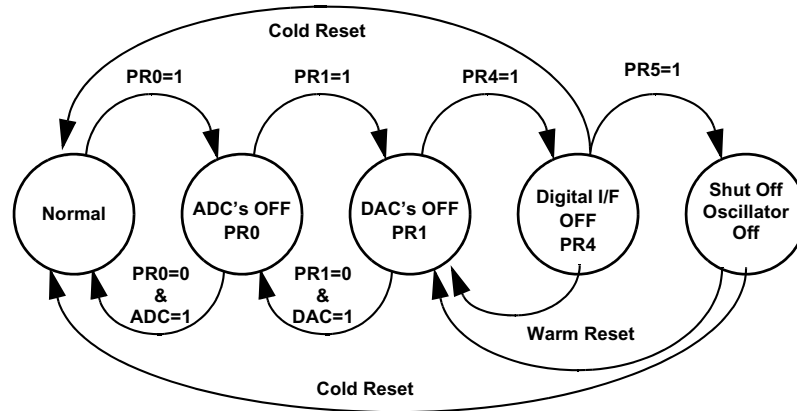 Cold Reset
PR0=1
PR1=1
PR4=1
PR5=1
Normal
ADC's OFF
PR0
DAC's OFF
PR1
Digital I/F
OFF
PR4
Shut Off
Oscillator
Off
PR0=0
&
ADC=1
PR1=0
&
DAC=1
Warm Reset
Cold Reset